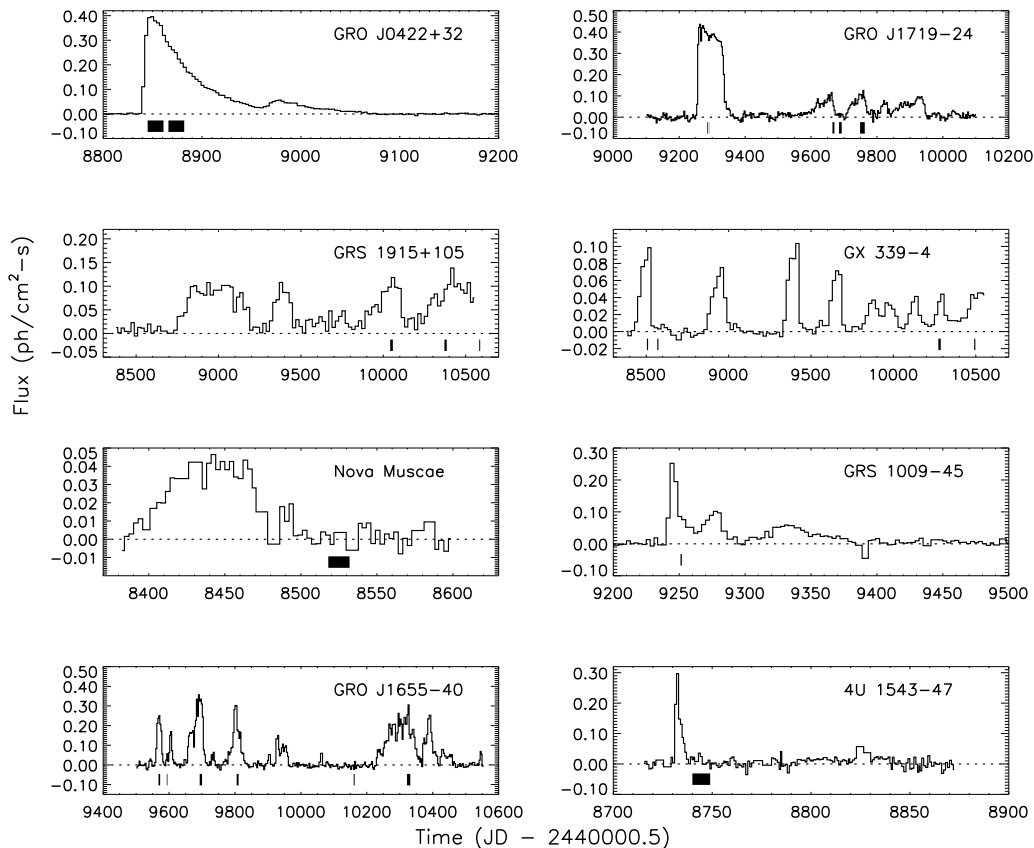 GRO J0422+32
0.40
0.30
0.20
0.10
0.00
-0.10
8800 8900 9000 9100 9200
GRO J1719-24
0.50
0.40
0.30
0.20
0.10
0.00
-0.10
9000 9200 9400 9600 9800 10000 10200
GRS 1915+105
0.20
0.15
0.10
0.05
0.00
-0.05
8500 9000 9500 10000 10500
GX 339-4
0.10
0.08
0.06
0.04
0.02
0.00
-0.02
8500 9000 9500 10000 10500
Flux (ph/cm²-s)
Nova Muscae
0.05
0.04
0.03
0.02
0.01
0.00
-0.01
8400 8450 8500 8550 8600
GRS 1009-45
0.30
0.20
0.10
0.00
-0.10
9200 9250 9300 9350 9400 9450 9500
GRO J1655-40
0.50
0.40
0.30
0.20
0.10
0.00
-0.10
9400 9600 9800 10000 10200 10400 10600
4U 1543-47
0.30
0.20
0.10
0.00
-0.10
8700 8750 8800 8850 8900
Time (JD - 2440000.5)